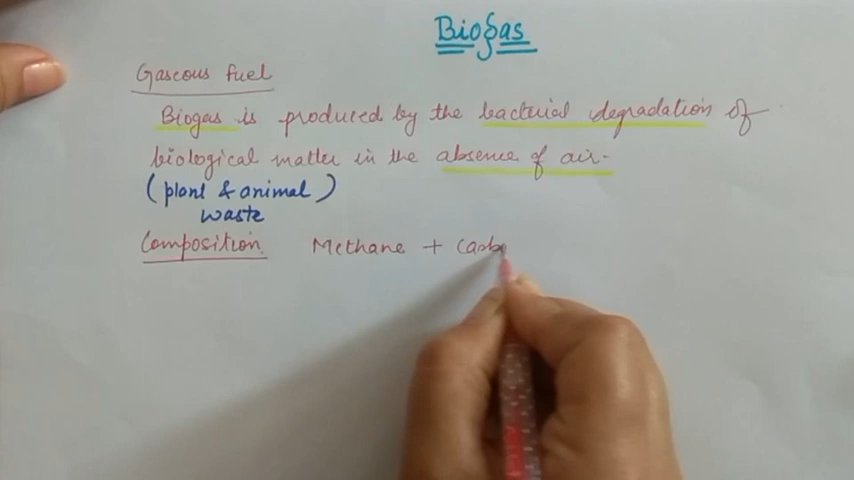 Biogas
Gaseous fuel
Biogas is produced by the bacterial degradation of
biological matter in the absence of air.
(plant & animal)
waste
Composition Methane + Carb